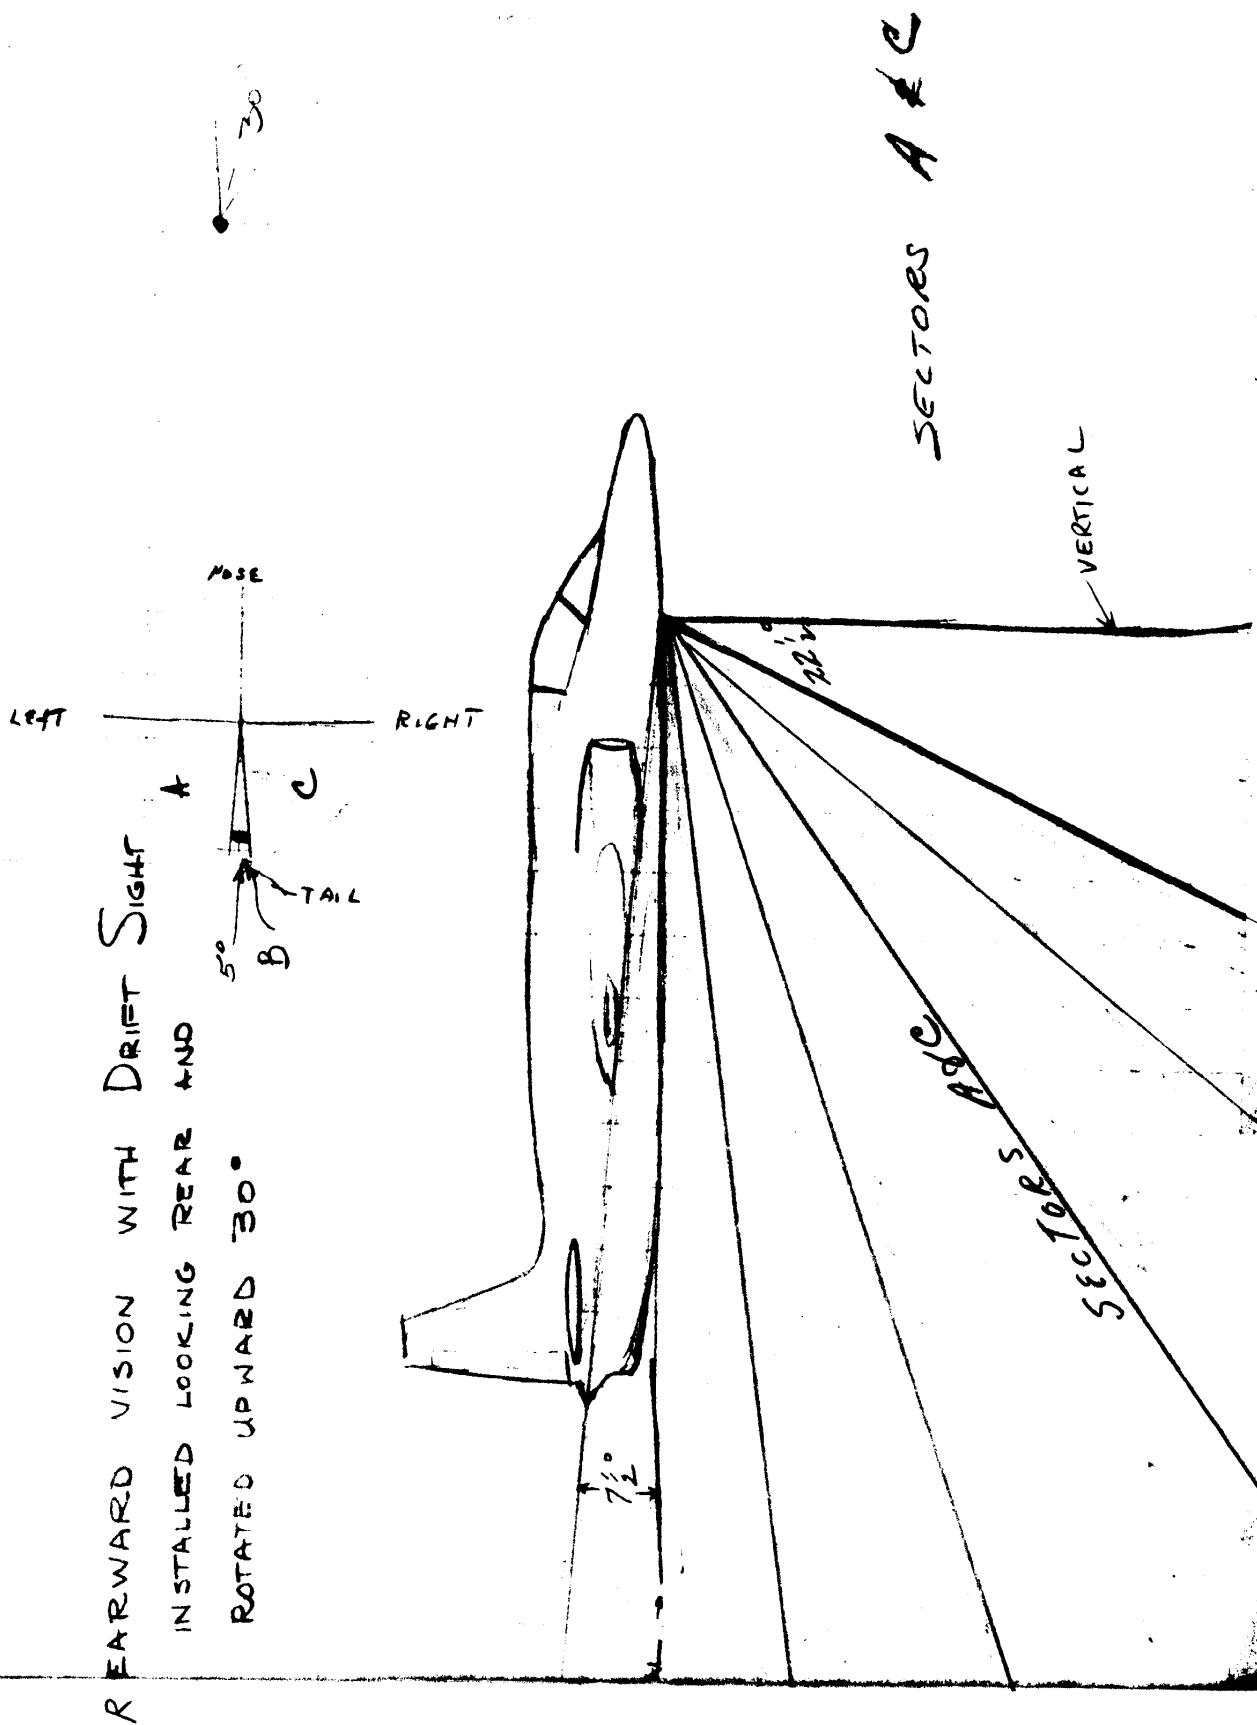 REARWARD VISION WITH DRIFT SIGHT
INSTALLED LOOKING REAR AND
ROTATED UPWARD 30°
LEFT
NOSE
RIGHT
A
C
5°
B
TAIL
30
7½°
22½°
VERTICAL
SECTORS A & C
SECTORS A&C